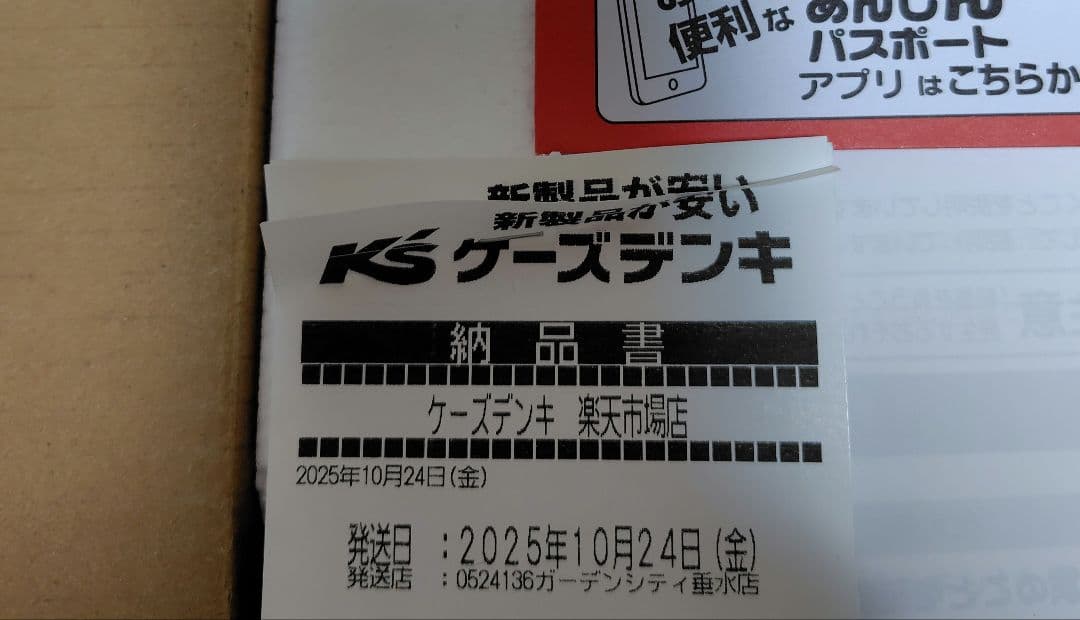 便利な あんしん
パスポート
アプリはこちらか
新製品が安い
新製品が安い
K's ケーズデンキ
納品書
ケーズデンキ 楽天市場店
2025年10月24日(金)
発送日 :2025年10月24日(金)
発送店 :0524136ガーデンシティ垂水店